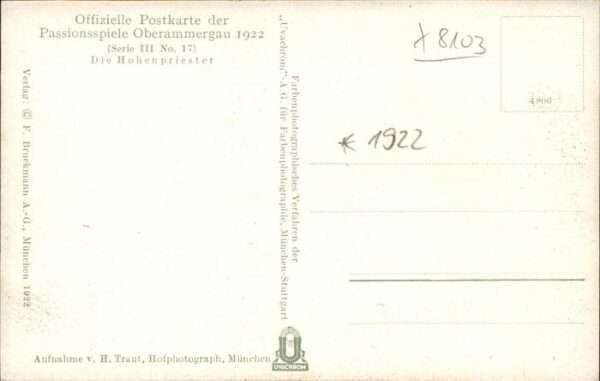 Offizielle Postkarte der
Passionsspiele Oberammergau 1922
(Serie III No. 17)
Die Hohenpriester
Verlag: © F. Bruckmann A.-G., München 1922
Farbenphotographisches Verfahren der
„Uvachrom", A.G. für Farbenphotographie, München-Stuttgart
8103
4906
* 1922
Aufnahme v. H. Traut, Hofphotograph, München
U
UVACHROM